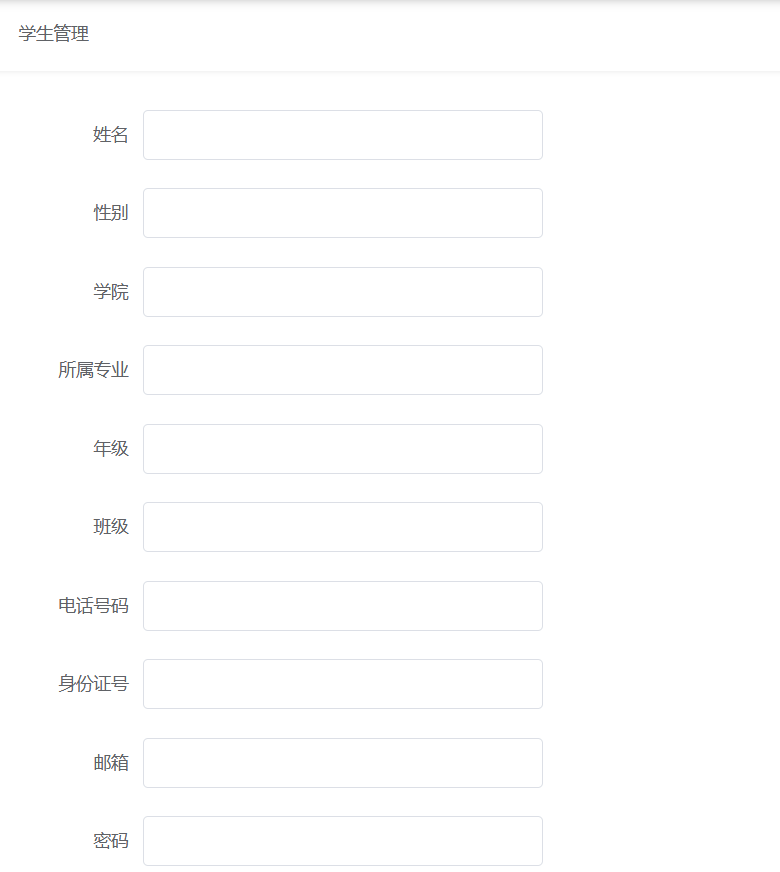 学生管理
姓名
性别
学院
所属专业
年级
班级
电话号码
身份证号
邮箱
密码